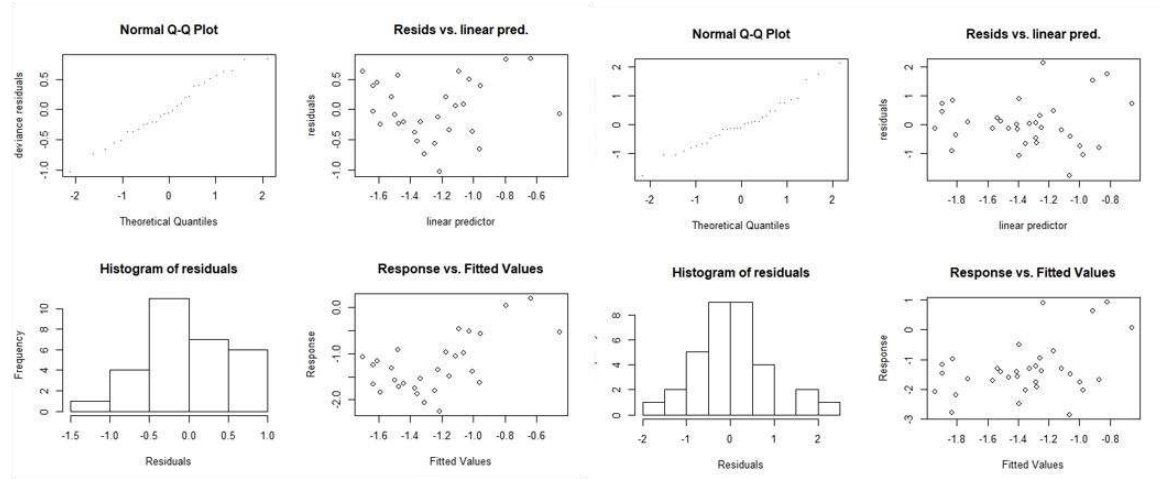 Normal Q-Q Plot
deviance residuals
-1.0 0.0 0.5
-2 -1 0 1 2
Theoretical Quantiles
Resids vs. linear pred.
residuals
-1.0 0.0 0.5
-1.6 -1.4 -1.2 -1.0 -0.8 -0.6
linear predictor
Normal Q-Q Plot
-1 0 1 2
-2 -1 0 1 2
Theoretical Quantiles
Resids vs. linear pred.
residuals
-1 0 1 2
-1.8 -1.6 -1.4 -1.2 -1.0 -0.8
linear predictor
Histogram of residuals
Frequency
0 2 4 6 8 10
-1.5 -1.0 -0.5 0.0 0.5 1.0
Residuals
Response vs. Fitted Values
Response
-2.0 -1.0 0.0
-1.6 -1.4 -1.2 -1.0 -0.8 -0.6
Fitted Values
Histogram of residuals
0 2 4 6 8
-2 -1 0 1 2
Residuals
Response vs. Fitted Values
Response
-3 -2 -1 0 1
-1.8 -1.6 -1.4 -1.2 -1.0 -0.8
Fitted Values